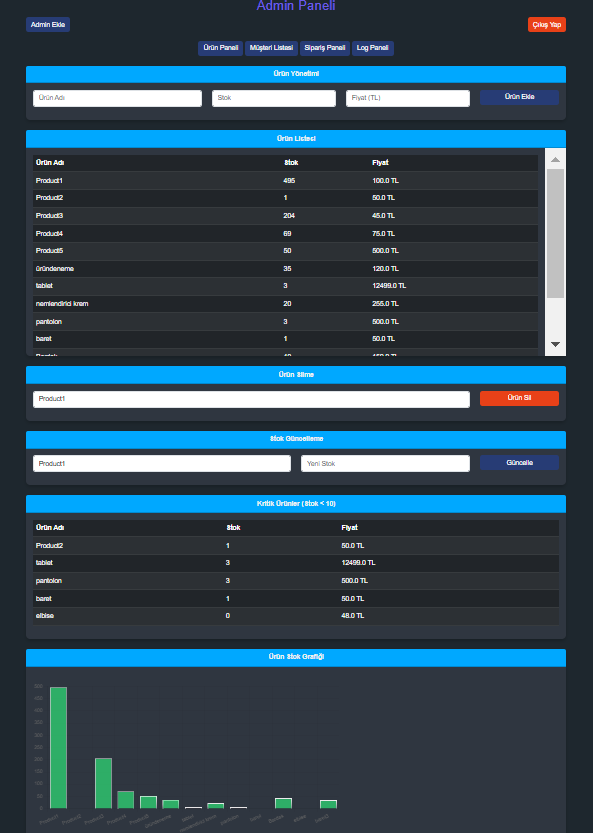 Admin Paneli
Admin Ekle
Çıkış Yap
Ürün Paneli Müşteri Listesi Sipariş Paneli Log Paneli
Ürün Yönetimi
Ürün Adı Stok Fiyat (TL) Ürün Ekle
Ürün Listesi
Ürün Adı Stok Fiyat
Product1 495 100.0 TL
Product2 1 50.0 TL
Product3 204 45.0 TL
Product4 69 75.0 TL
Product5 50 500.0 TL
üründeneme 35 120.0 TL
tablet 3 12499.0 TL
nemlendirici krem 20 255.0 TL
pantolon 3 500.0 TL
baret 1 50.0 TL
Ürün Silme
Product1 Ürün Sil
Stok Güncelleme
Product1 Yeni Stok Güncelle
Kritik Ürünler (Stok < 10)
Ürün Adı Stok Fiyat
Product2 1 50.0 TL
tablet 3 12499.0 TL
pantolon 3 500.0 TL
baret 1 50.0 TL
elbise 0 48.0 TL
Ürün Stok Grafiği